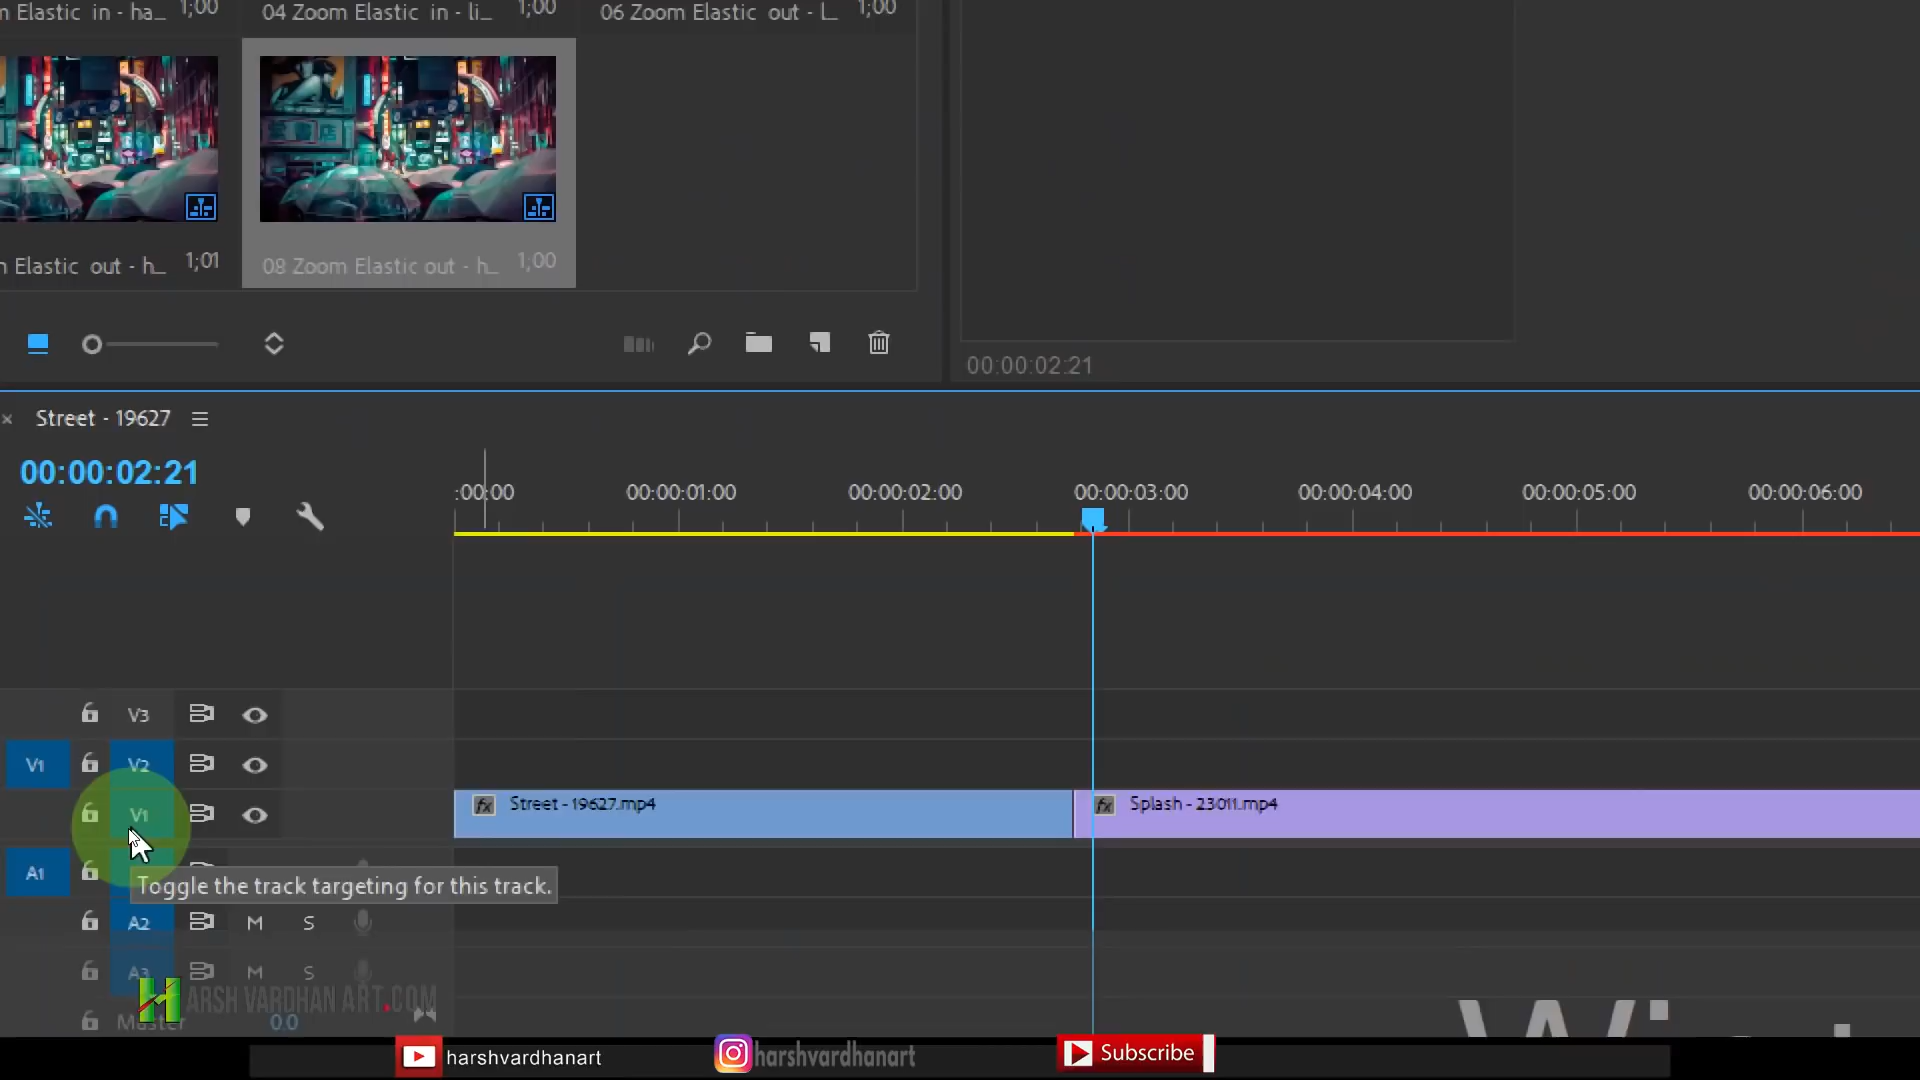 n Elastic in - ha... 1;00 04 Zoom Elastic in - li... 1;00 06 Zoom Elastic out - l... 1;00
n Elastic out - h... 1;01 08 Zoom Elastic out - h... 1;00
00:00:02:21
× Street - 19627
00:00:02:21
:00:00 00:00:01:00 00:00:02:00 00:00:03:00 00:00:04:00 00:00:05:00 00:00:06:00
V3
V1 V2
V1 fx Street - 19627.mp4 fx Splash - 23011.mp4
A1
Toggle the track targeting for this track.
A2 M S
A3 M S
HARSH VARDHAN ART.COM
Master 0.0
harshvardhanart harshvardhanart Subscribe